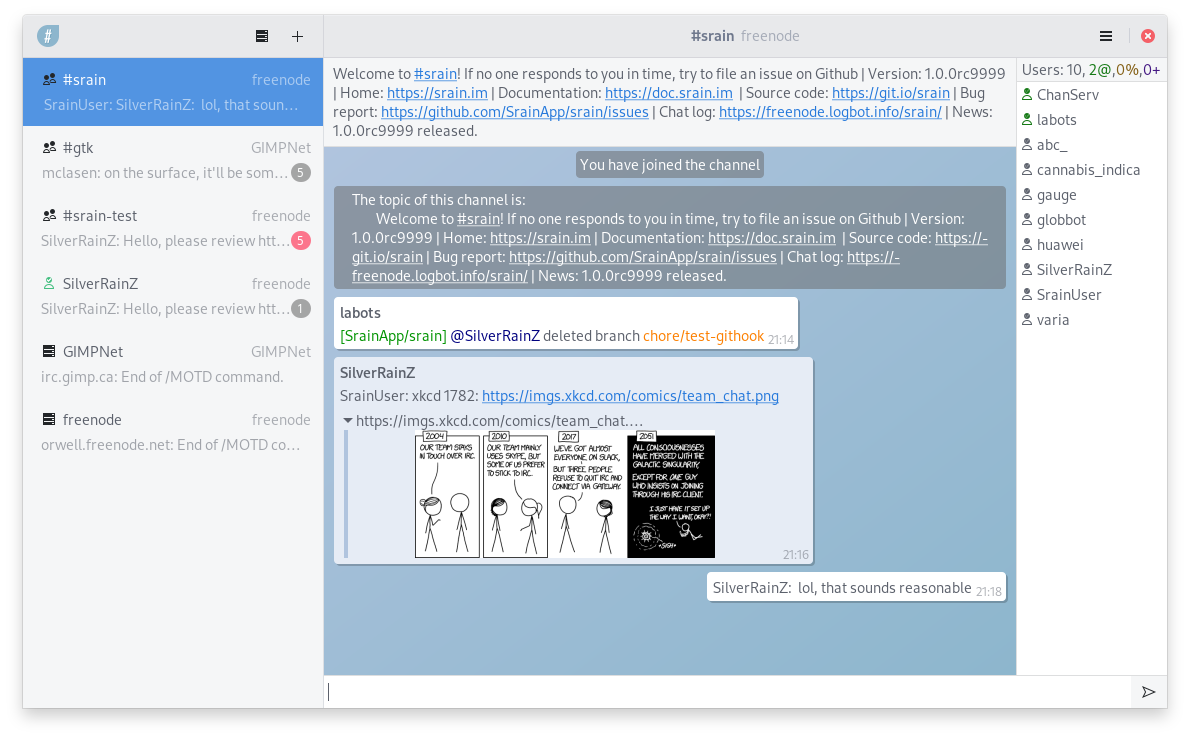 #
#srain freenode
#srain freenode
SrainUser: SilverRainZ:  lol, that soun…
#gtk GIMPNet
mclasen: on the surface, it'll be som… 5
#srain-test freenode
SilverRainZ: Hello, please review htt… 5
SilverRainZ freenode
SilverRainZ: Hello, please review htt… 1
GIMPNet GIMPNet
irc.gimp.ca: End of /MOTD command.
freenode freenode
orwell.freenode.net: End of /MOTD co…
Welcome to #srain! If no one responds to you in time, try to file an issue on Github | Version: 1.0.0rc9999
| Home: https://srain.im | Documentation: https://doc.srain.im  | Source code: https://git.io/srain | Bug
report: https://github.com/SrainApp/srain/issues | Chat log: https://freenode.logbot.info/srain/ | News:
1.0.0rc9999 released.
You have joined the channel
The topic of this channel is:
Welcome to #srain! If no one responds to you in time, try to file an issue on Github | Version:
1.0.0rc9999 | Home: https://srain.im | Documentation: https://doc.srain.im  | Source code: https://-
git.io/srain | Bug report: https://github.com/SrainApp/srain/issues | Chat log: https://-
freenode.logbot.info/srain/ | News: 1.0.0rc9999 released.
labots
[SrainApp/srain] @SilverRainZ deleted branch chore/test-githook 21:14
SilverRainZ
SrainUser: xkcd 1782: https://imgs.xkcd.com/comics/team_chat.png
https://imgs.xkcd.com/comics/team_chat.…
2004
OUR TEAM STAYS
IN TOUCH OVER IRC.
2010
OUR TEAM MAINLY
USES SKYPE, BUT
SOME OF US PREFER
TO STICK TO IRC.
2017
WE'VE GOT ALMOST
EVERYONE ON SLACK,
BUT THREE PEOPLE
REFUSE TO QUIT IRC AND
CONNECT VIA GATEWAY.
2051
ALL CONSCIOUSNESSES
HAVE MERGED WITH THE
GALACTIC SINGULARITY,
EXCEPT FOR ONE GUY
WHO INSISTS ON JOINING
THROUGH HIS IRC CLIENT.
I JUST HAVE IT SET UP
THE WAY I WANT, OKAY?!
*SIGH*
21:16
SilverRainZ:  lol, that sounds reasonable 21:18
Users: 10, 2@,0%,0+
ChanServ
labots
abc_
cannabis_indica
gauge
globbot
huawei
SilverRainZ
SrainUser
varia